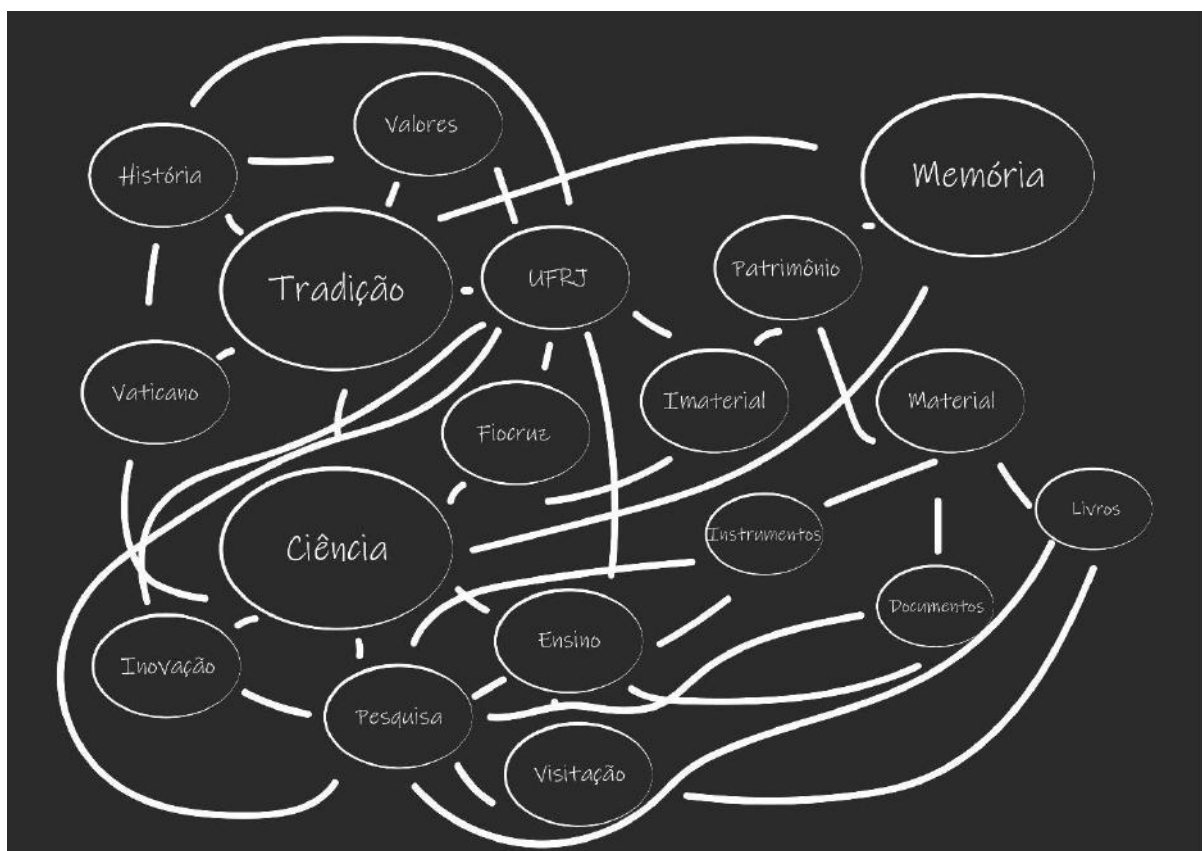 Valores
História
Memória
Patrimônio
UFRJ
Tradição
Vaticano
Imaterial
Material
Fiocruz
Livros
Instrumentos
Ciência
Documentos
Ensino
Inovação
Pesquisa
Visitação